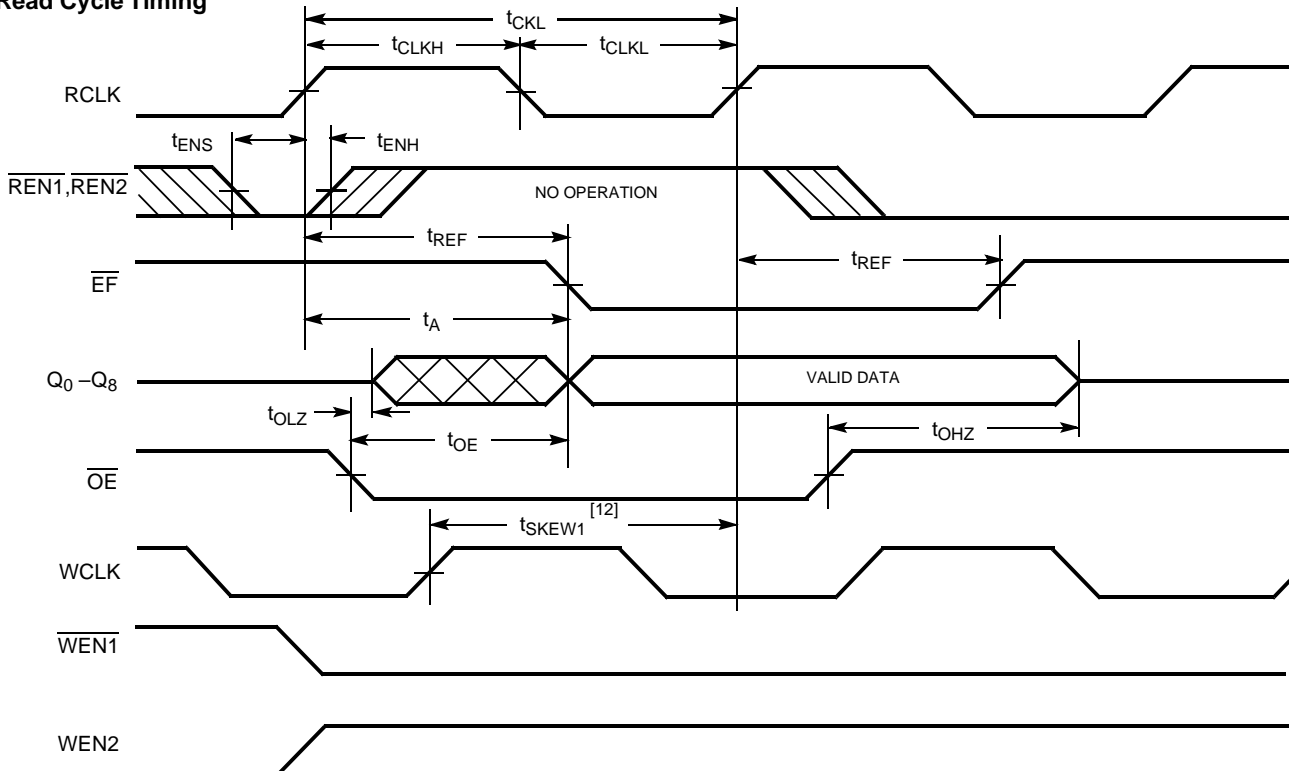 Read Cycle Timing
tCKL
tCLKH
tCLKL
RCLK
tENS
tENH
REN1,REN2
NO OPERATION
tREF
tREF
EF
tA
Q0 –Q8
VALID DATA
tOLZ
tOE
tOHZ
OE
tSKEW1 [12]
WCLK
WEN1
WEN2